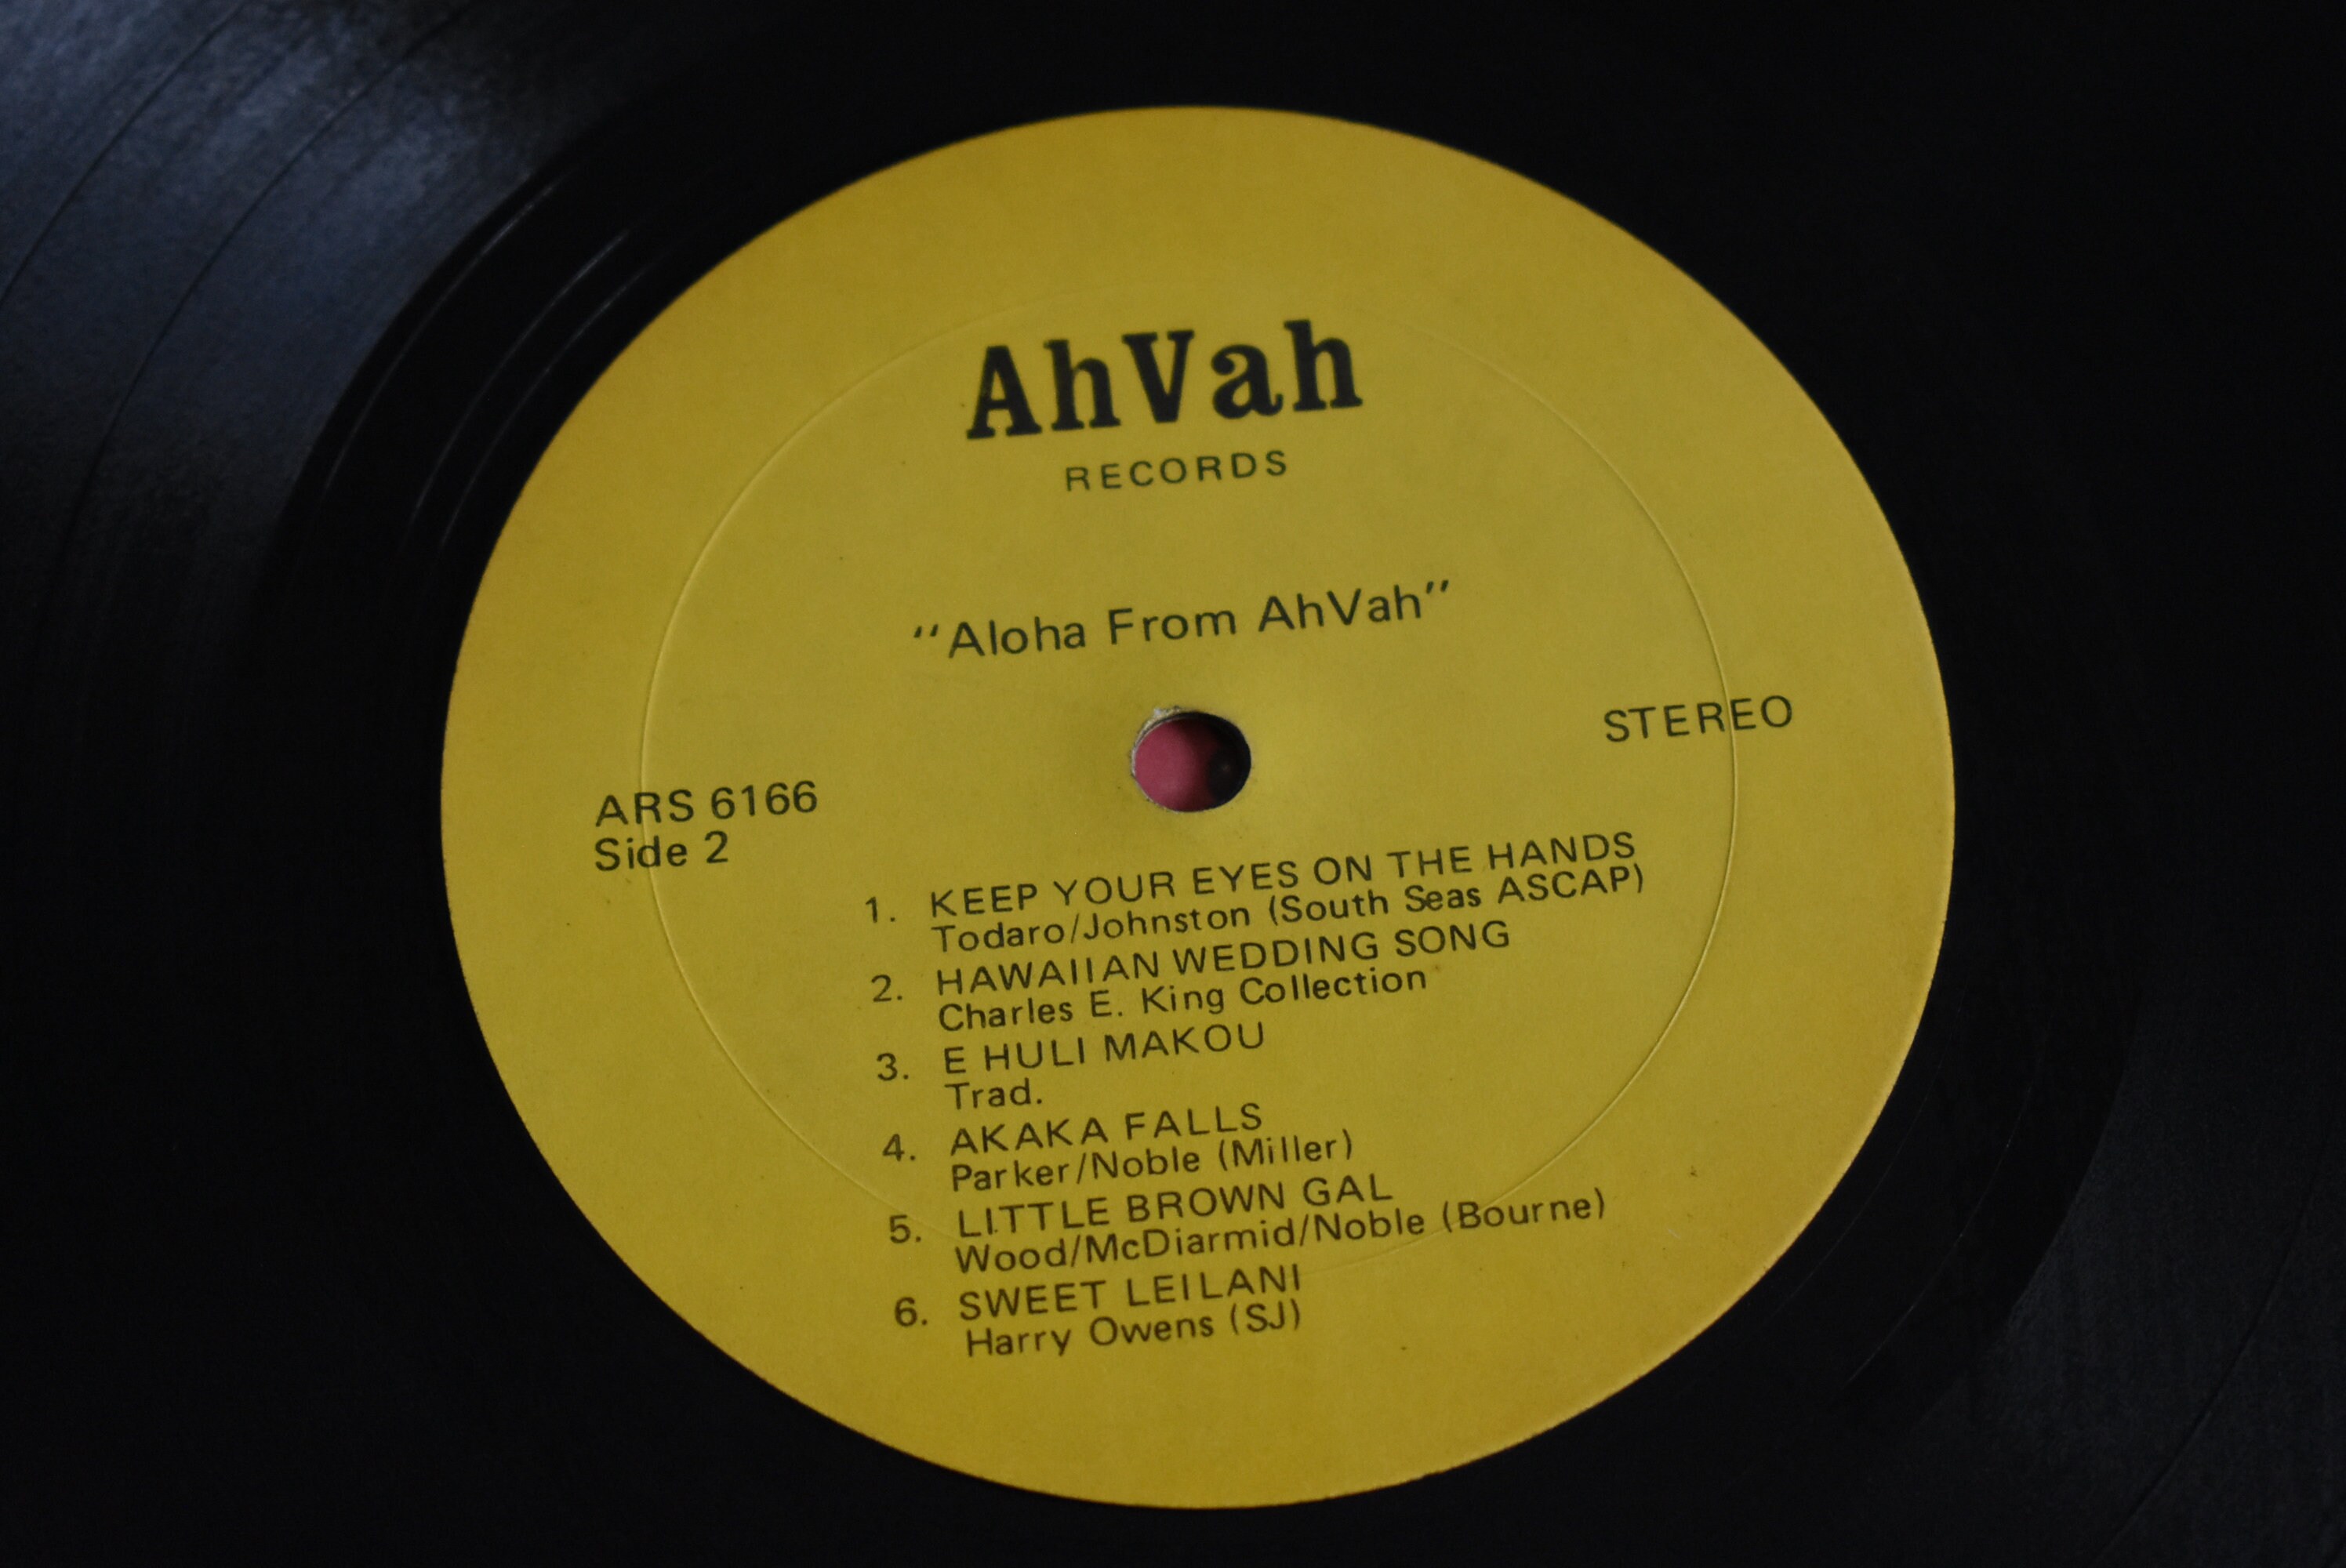 AhVah
RECORDS
"Aloha From AhVah"
STEREO
ARS 6166
Side 2
1. KEEP YOUR EYES ON THE HANDS
Todaro/Johnston (South Seas ASCAP)
2. HAWAIIAN WEDDING SONG
Charles E. King Collection
3. E HULI MAKOU
Trad.
4. AKAKA FALLS
Parker/Noble (Miller)
5. LITTLE BROWN GAL
Wood/McDiarmid/Noble (Bourne)
6. SWEET LEILANI
Harry Owens (SJ)